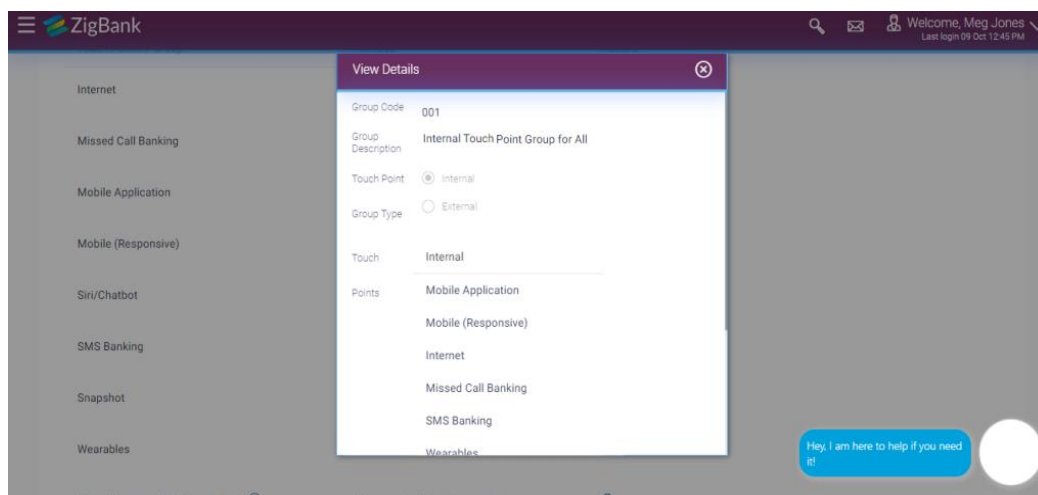 ZigBank
Welcome, Meg Jones
Last login 09 Oct 12:45 PM
Internet
Missed Call Banking
Mobile Application
Mobile (Responsive)
Siri/Chatbot
SMS Banking
Snapshot
Wearables
View Details
Group Code 001
Group Description Internal Touch Point Group for All
Touch Point Internal
Group Type External
Touch Internal
Points Mobile Application
Mobile (Responsive)
Internet
Missed Call Banking
SMS Banking
Wearables
Hey, I am here to help if you need
it!